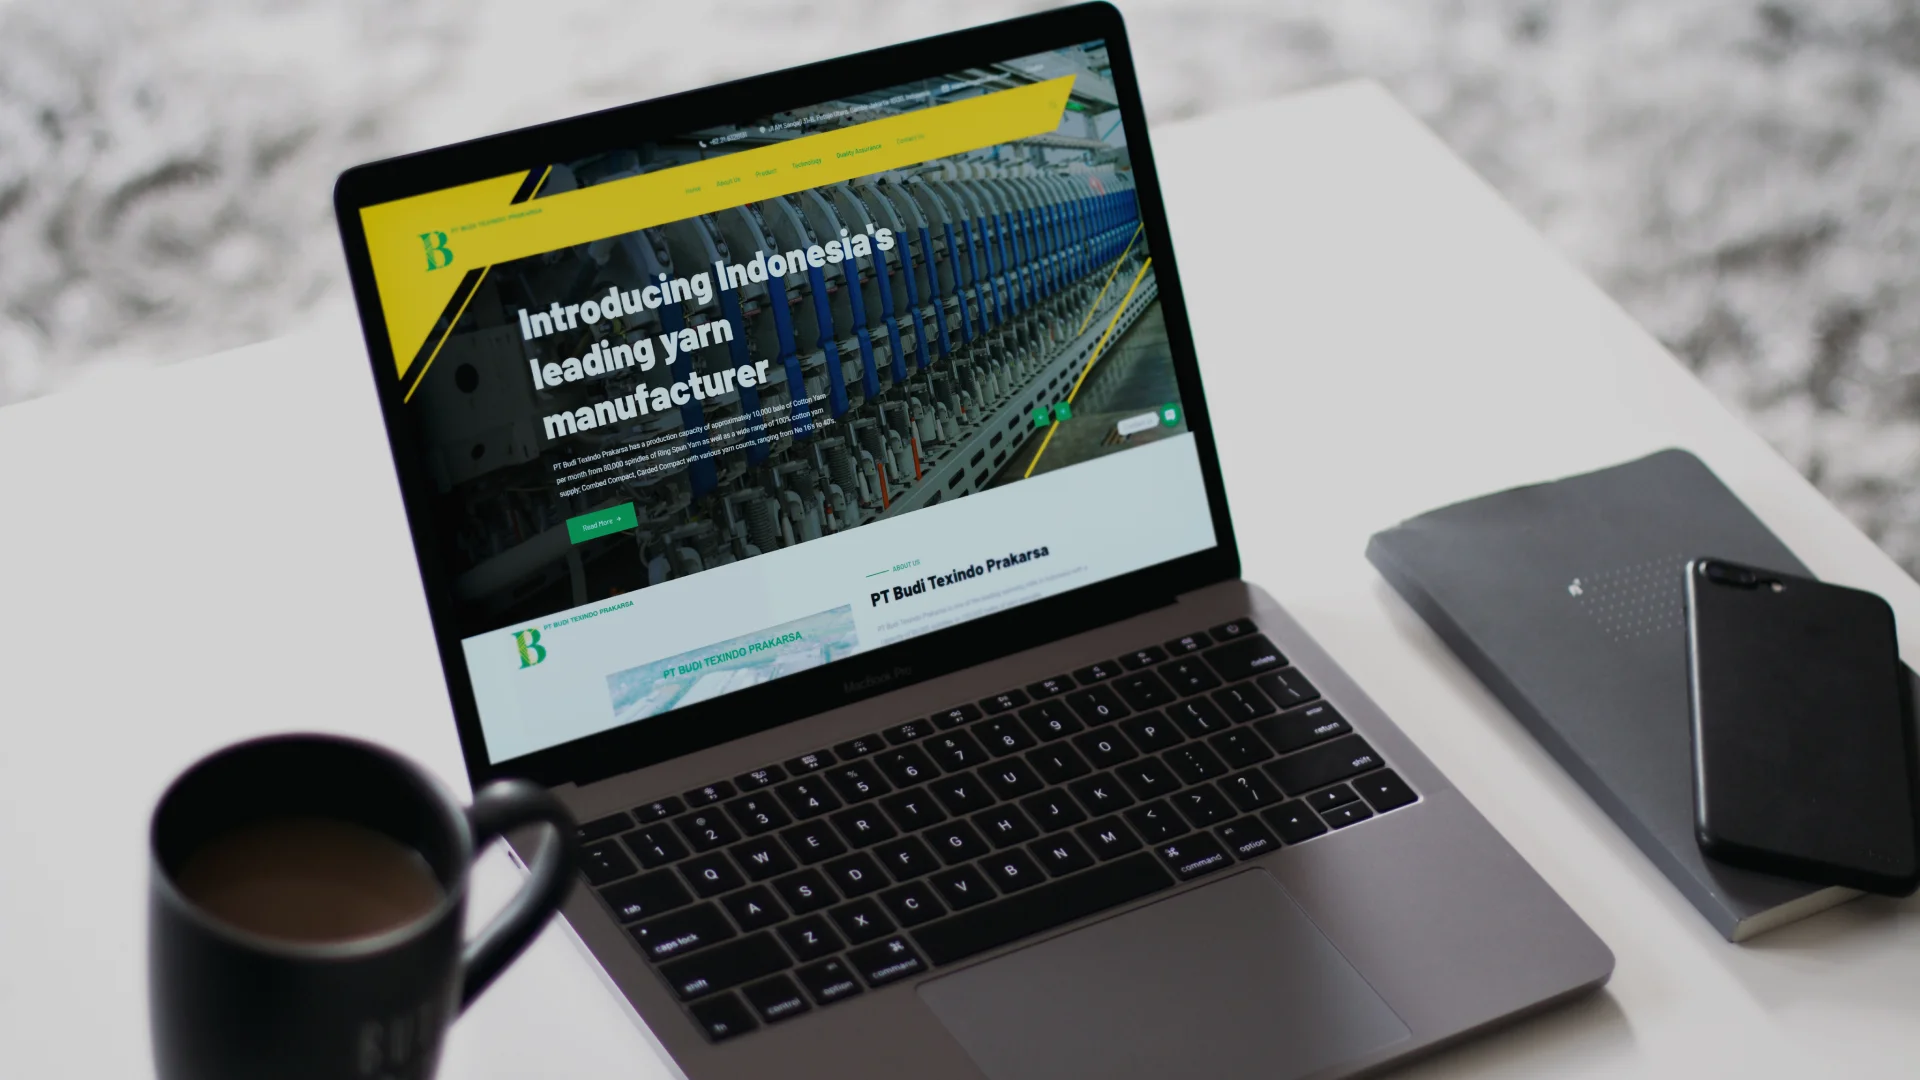 Home
About Us
Product
Technology
Quality Assurance
Contact Us
PT BUDI TEXINDO PRAKARSA
B
Introducing Indonesia's
leading yarn
manufacturer
PT Budi Texindo Prakarsa has a production capacity of approximately 10,000 bale of Cotton Yarn
per month from 80,000 spindles of Ring Spun Yarn as well as a wide range of 100% cotton yarn
supply: Combed Compact, Carded Compact with various yarn counts, ranging from Ne 16's to 40's.
Read More →
ABOUT US
PT Budi Texindo Prakarsa
B PT BUDI TEXINDO PRAKARSA
PT BUDI TEXINDO PRAKARSA
MacBook Pro
delete
~ ` ! 1 @ 2 # 3 $ 4 % 5 ^ 6 & 7 * 8 ( 9 ) 0
tab Q W E R T Y U I O P { [ } ] | \
caps lock A S D F G H J K L : ; " ' enter return
shift Z X C V B N M < , > . ? / shift
fn control option ⌘ command ⌘ command option